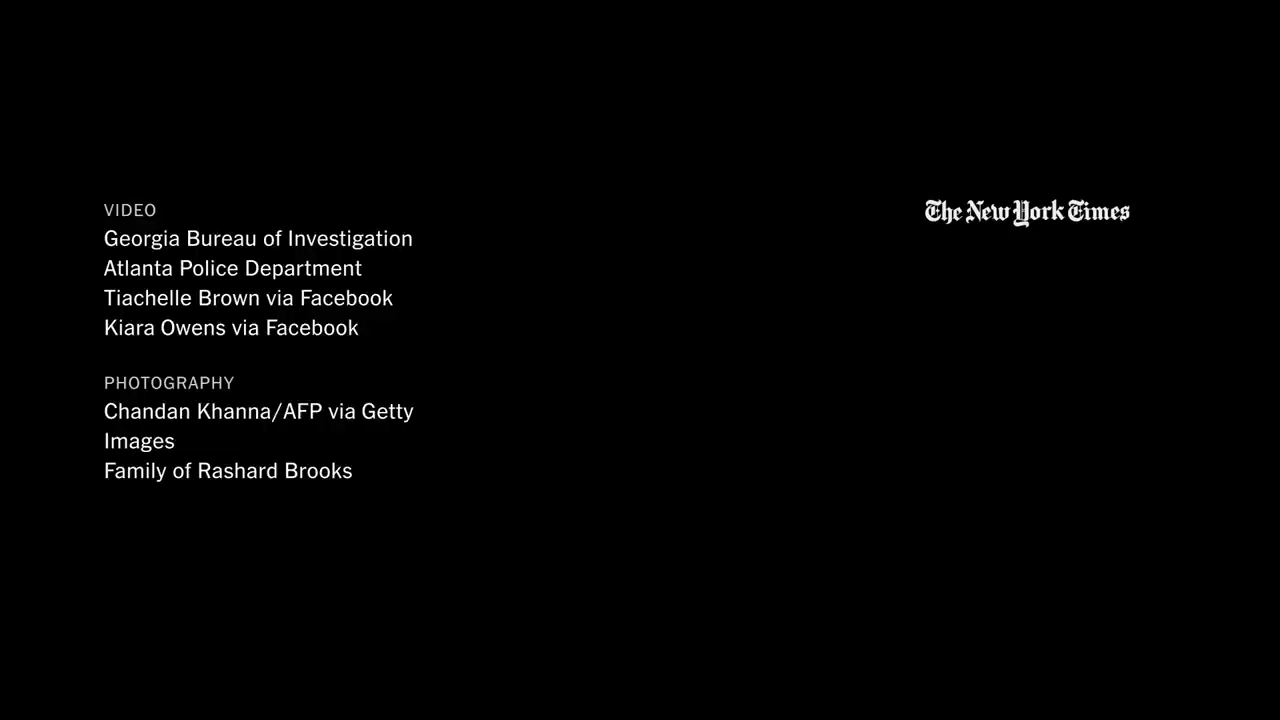 VIDEO
Georgia Bureau of Investigation
Atlanta Police Department
Tiachelle Brown via Facebook
Kiara Owens via Facebook
PHOTOGRAPHY
Chandan Khanna/AFP via Getty
Images
Family of Rashard Brooks
The New York Times